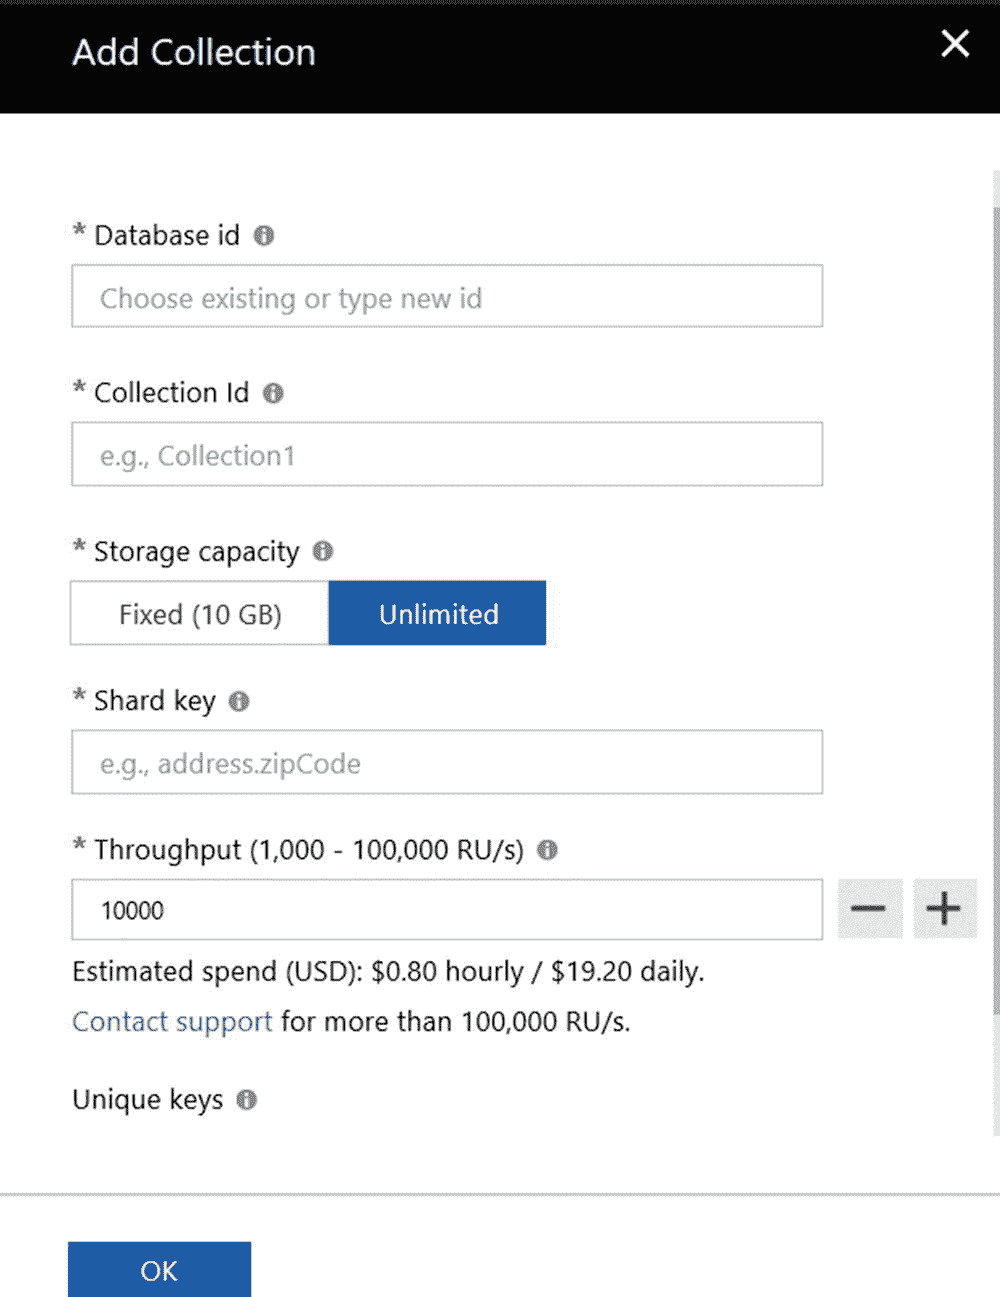 Add Collection
* Database id
Choose existing or type new id
* Collection Id
e.g., Collection1
* Storage capacity
Fixed (10 GB) Unlimited
* Shard key
e.g., address.zipCode
* Throughput (1,000 - 100,000 RU/s)
10000
Estimated spend (USD): $0.80 hourly / $19.20 daily.
Contact support for more than 100,000 RU/s.
Unique keys
OK